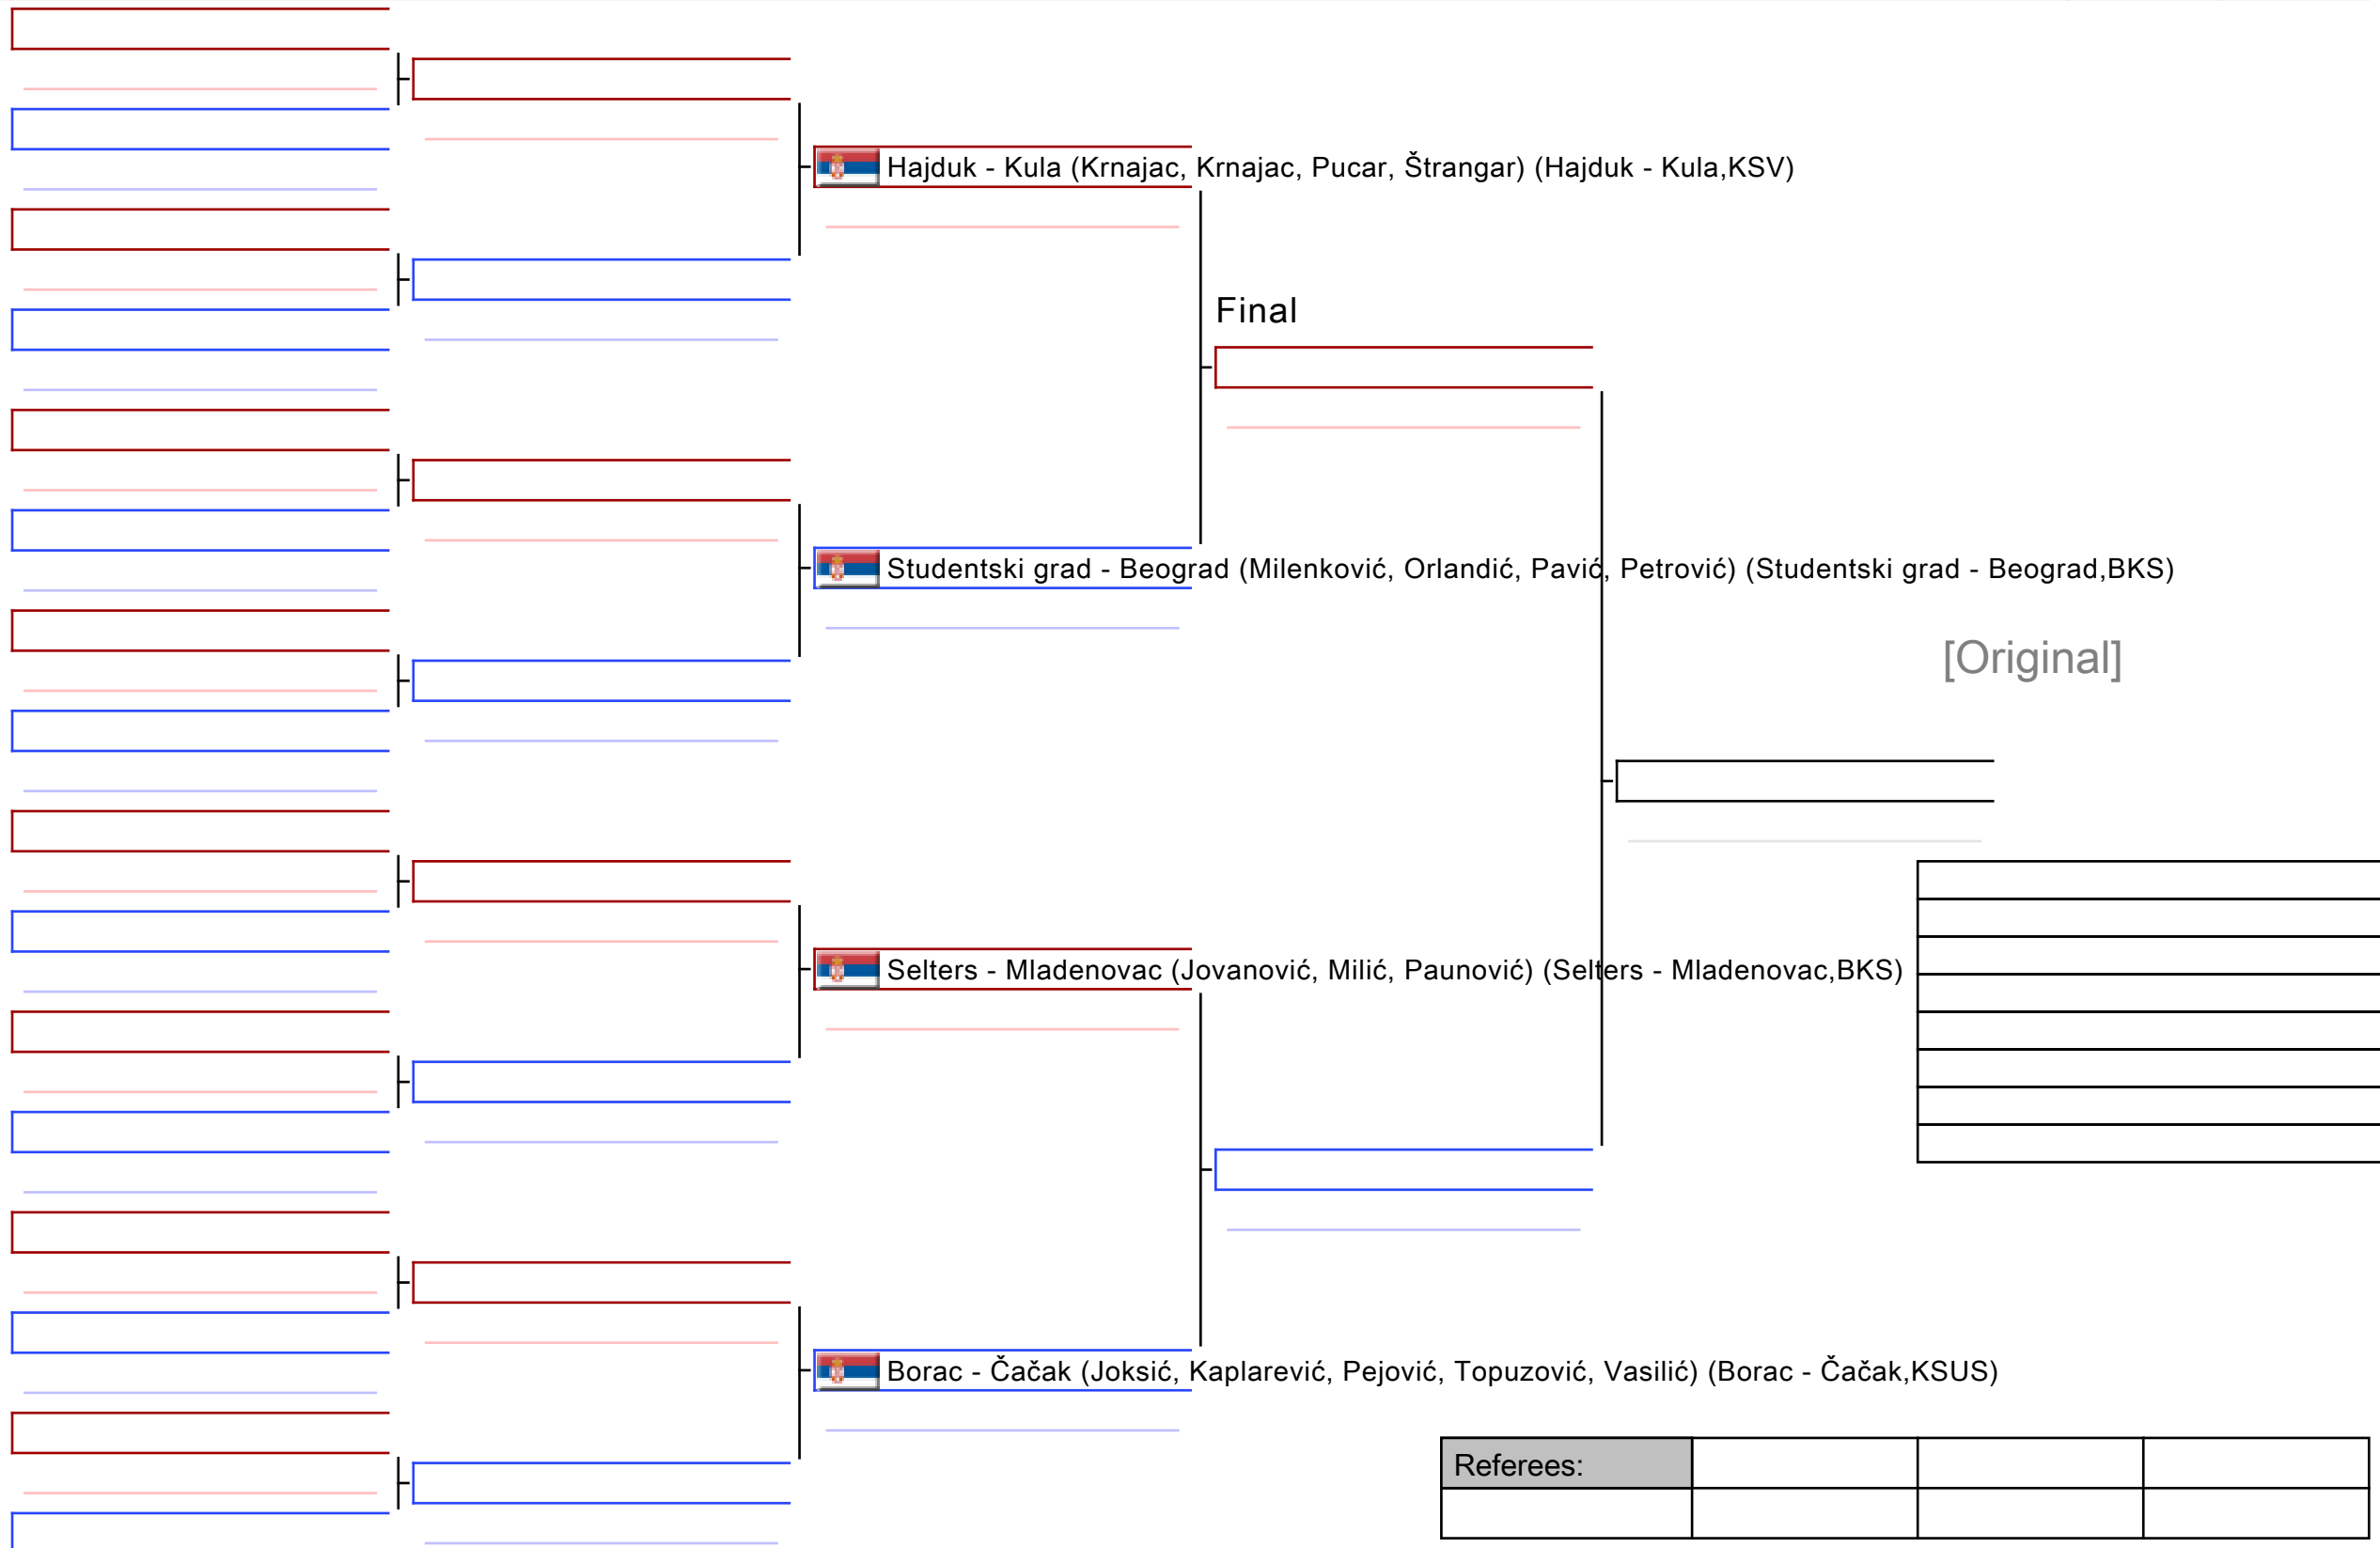 Hajduk - Kula (Krnajac, Krnajac, Pucar, Štrangar) (Hajduk - Kula,KSV)
Final
Studentski grad - Beograd (Milenković, Orlandić, Pavić, Petrović) (Studentski grad - Beograd,BKS)
[Original]
Selters - Mladenovac (Jovanović, Milić, Paunović) (Selters - Mladenovac,BKS)
Borac - Čačak (Joksić, Kaplarević, Pejović, Topuzović, Vasilić) (Borac - Čačak,KSUS)
Referees: